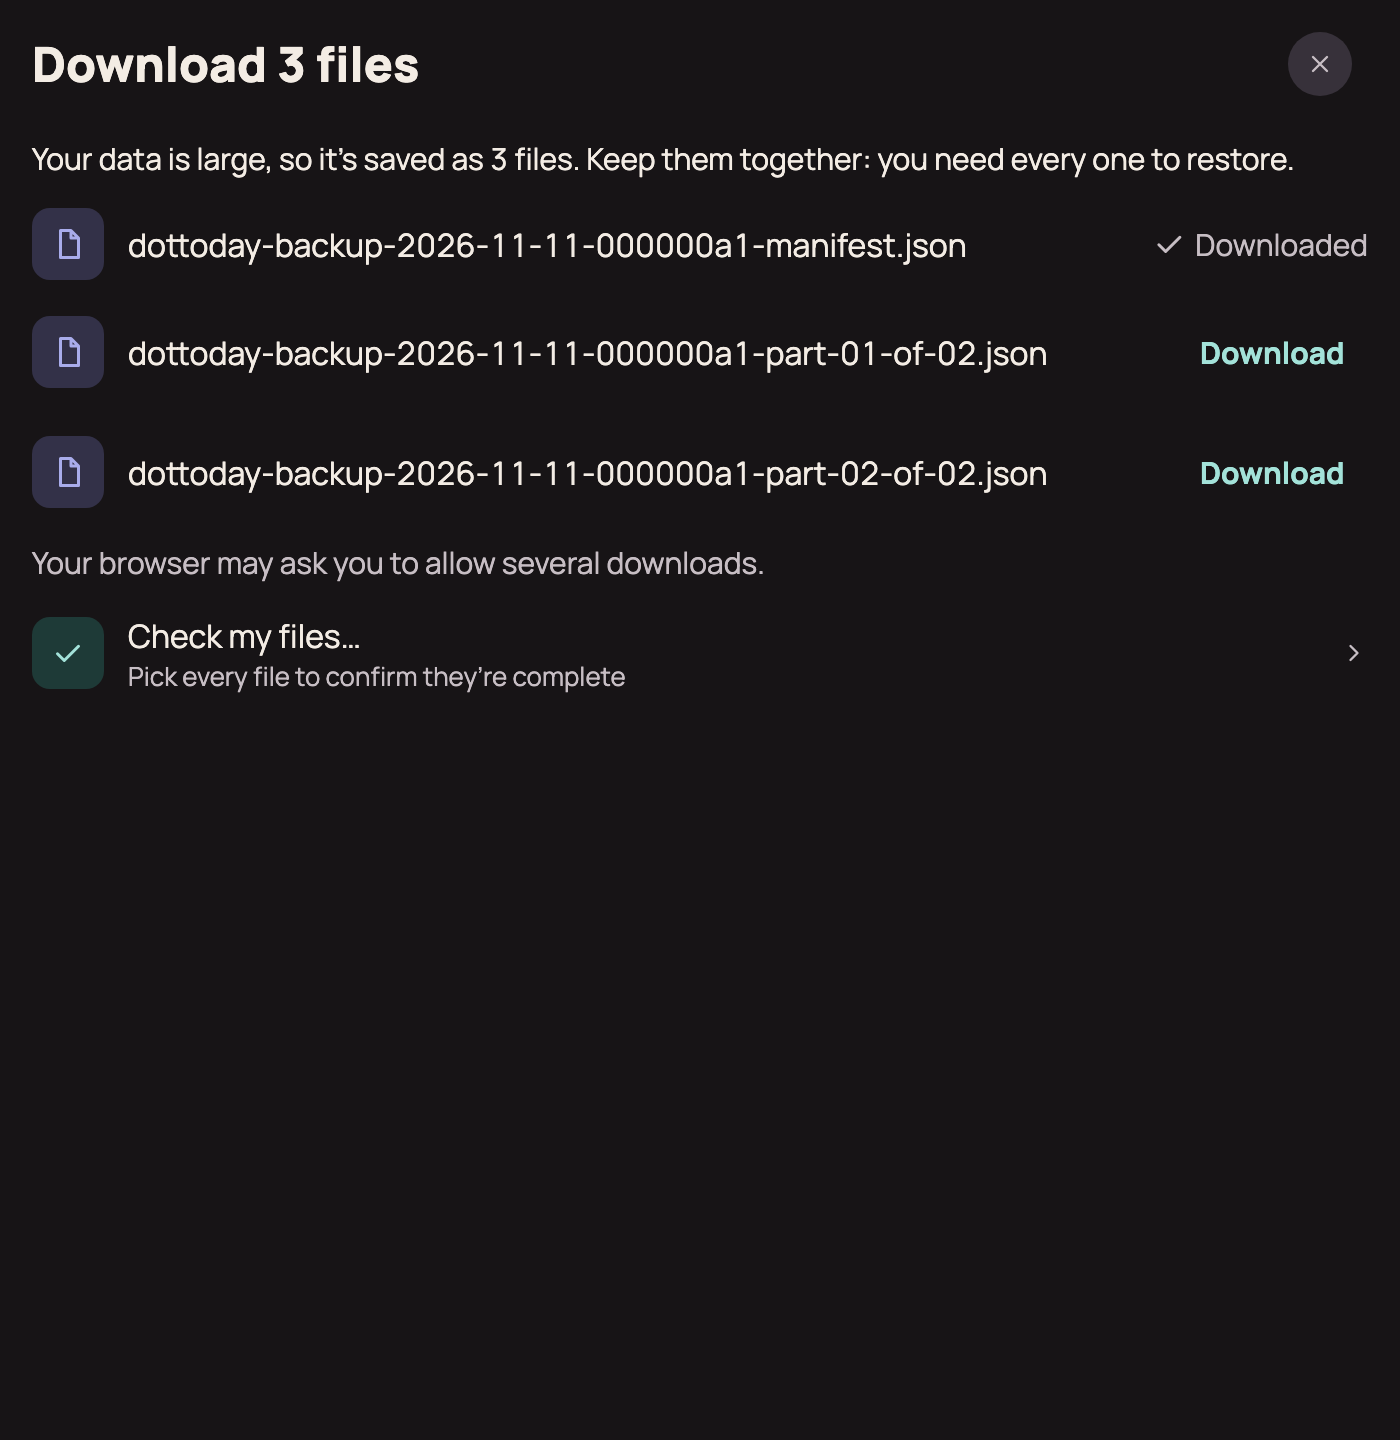 Download 3 files
Your data is large, so it’s saved as 3 files. Keep them together: you need every one to restore.
dottoday-backup-2026-11-11-000000a1-manifest.json
Downloaded
dottoday-backup-2026-11-11-000000a1-part-01-of-02.json
Download
dottoday-backup-2026-11-11-000000a1-part-02-of-02.json
Download
Your browser may ask you to allow several downloads.
Check my files…
Pick every file to confirm they’re complete